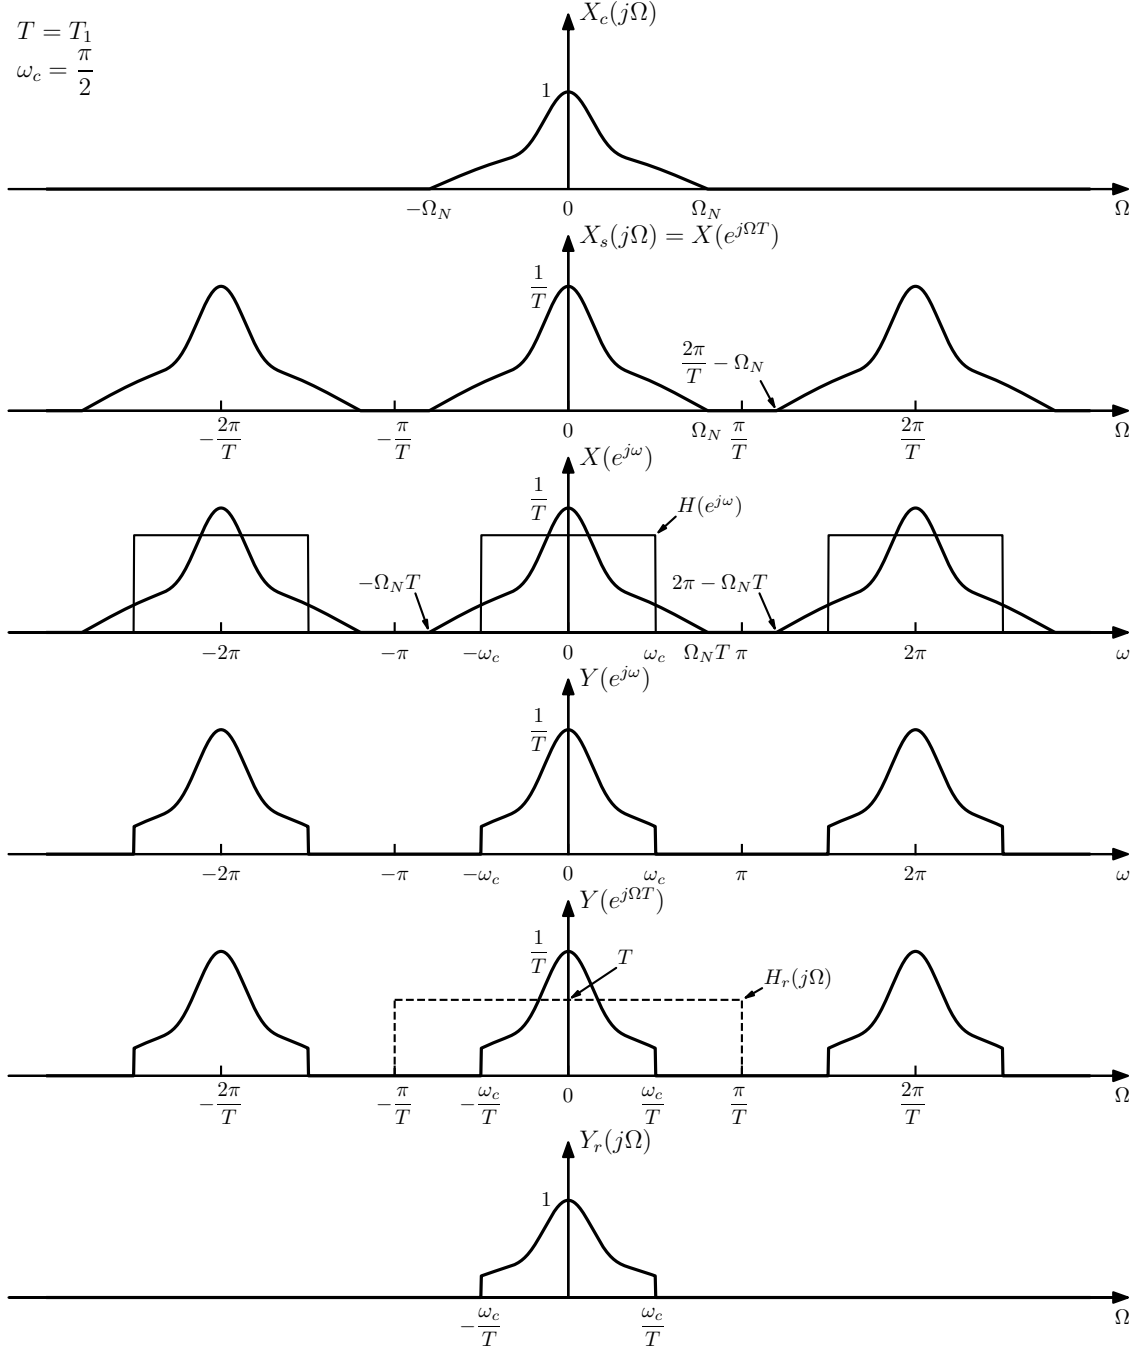 T = T₁
ω_c = π/2
X_c(jΩ)
1
−Ω_N 0 Ω_N Ω
X_s(jΩ) = X(e^{jΩT})
1/T
2π/T − Ω_N
−2π/T −π/T 0 Ω_N π/T 2π/T Ω
X(e^{jω})
1/T
H(e^{jω})
−Ω_N T 2π − Ω_N T
−2π −π −ω_c 0 ω_c Ω_N T π 2π ω
Y(e^{jω})
1/T
−2π −π −ω_c 0 ω_c π 2π ω
Y(e^{jΩT})
1/T
T
H_r(jΩ)
−2π/T −π/T −ω_c/T 0 ω_c/T π/T 2π/T Ω
Y_r(jΩ)
1
−ω_c/T ω_c/T Ω